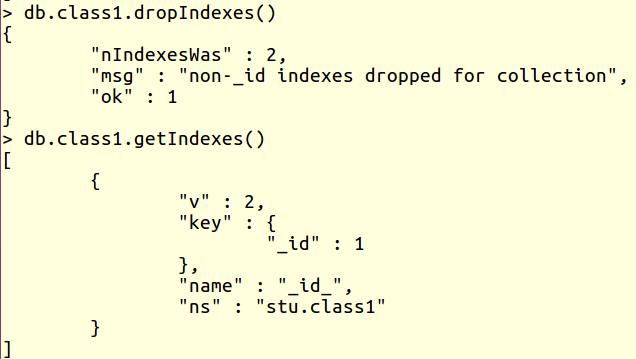 > db.class1.dropIndexes()
{
        "nIndexesWas" : 2,
        "msg" : "non-_id indexes dropped for collection",
        "ok" : 1
}
> db.class1.getIndexes()
[
        {
                "v" : 2,
                "key" : {
                        "_id" : 1
                },
                "name" : "_id_",
                "ns" : "stu.class1"
        }
]